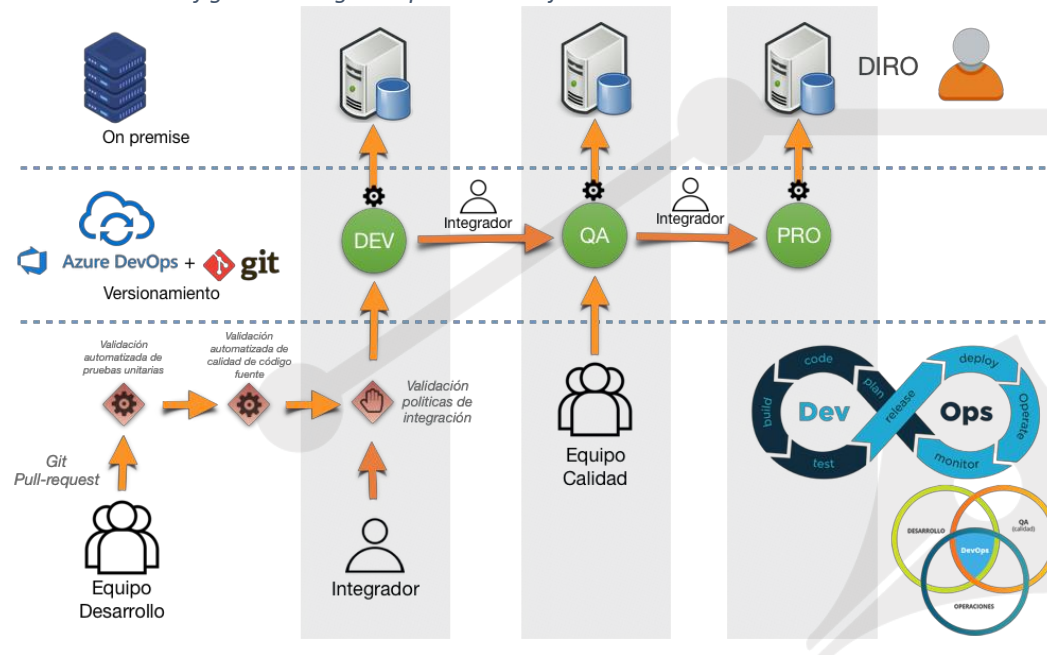 DIRO
On premise
Integrador
Integrador
DEV
QA
PRO
Azure DevOps + git
Versionamiento
Validación
automatizada de
pruebas unitarias
Validación
automatizada de
calidad de código
fuente
Validación
políticas de
integración
Git
Pull-request
Equipo
Desarrollo
Integrador
Equipo
Calidad
code
plan
build
test
Dev
release
deploy
Operate
monitor
Ops
DESARROLLO
QA
(calidad)
DevOps
OPERACIONES